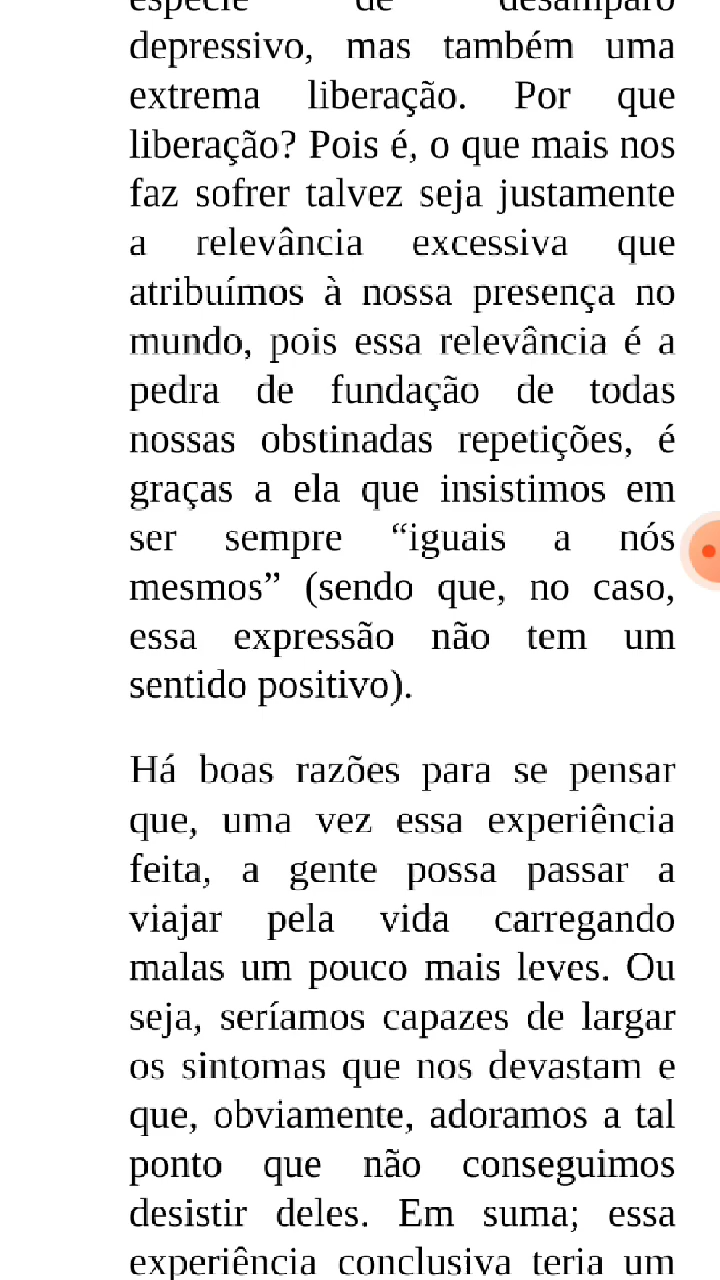 espécie de desamparo
depressivo, mas também uma
extrema liberação. Por que
liberação? Pois é, o que mais nos
faz sofrer talvez seja justamente
a relevância excessiva que
atribuímos à nossa presença no
mundo, pois essa relevância é a
pedra de fundação de todas
nossas obstinadas repetições, é
graças a ela que insistimos em
ser sempre “iguais a nós
mesmos” (sendo que, no caso,
essa expressão não tem um
sentido positivo).
Há boas razões para se pensar
que, uma vez essa experiência
feita, a gente possa passar a
viajar pela vida carregando
malas um pouco mais leves. Ou
seja, seríamos capazes de largar
os sintomas que nos devastam e
que, obviamente, adoramos a tal
ponto que não conseguimos
desistir deles. Em suma; essa
experiência conclusiva teria um